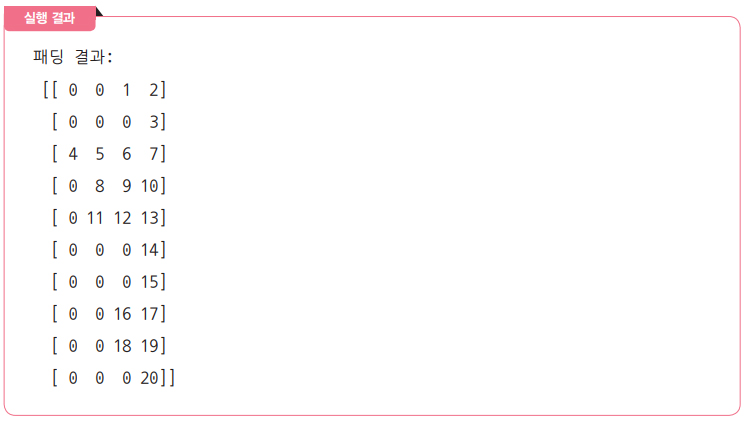 실행 결과
패딩 결과:
[[ 0 0 1 2]
[ 0 0 0 3]
[ 4 5 6 7]
[ 0 8 9 10]
[ 0 11 12 13]
[ 0 0 0 14]
[ 0 0 0 15]
[ 0 0 16 17]
[ 0 0 18 19]
[ 0 0 0 20]]